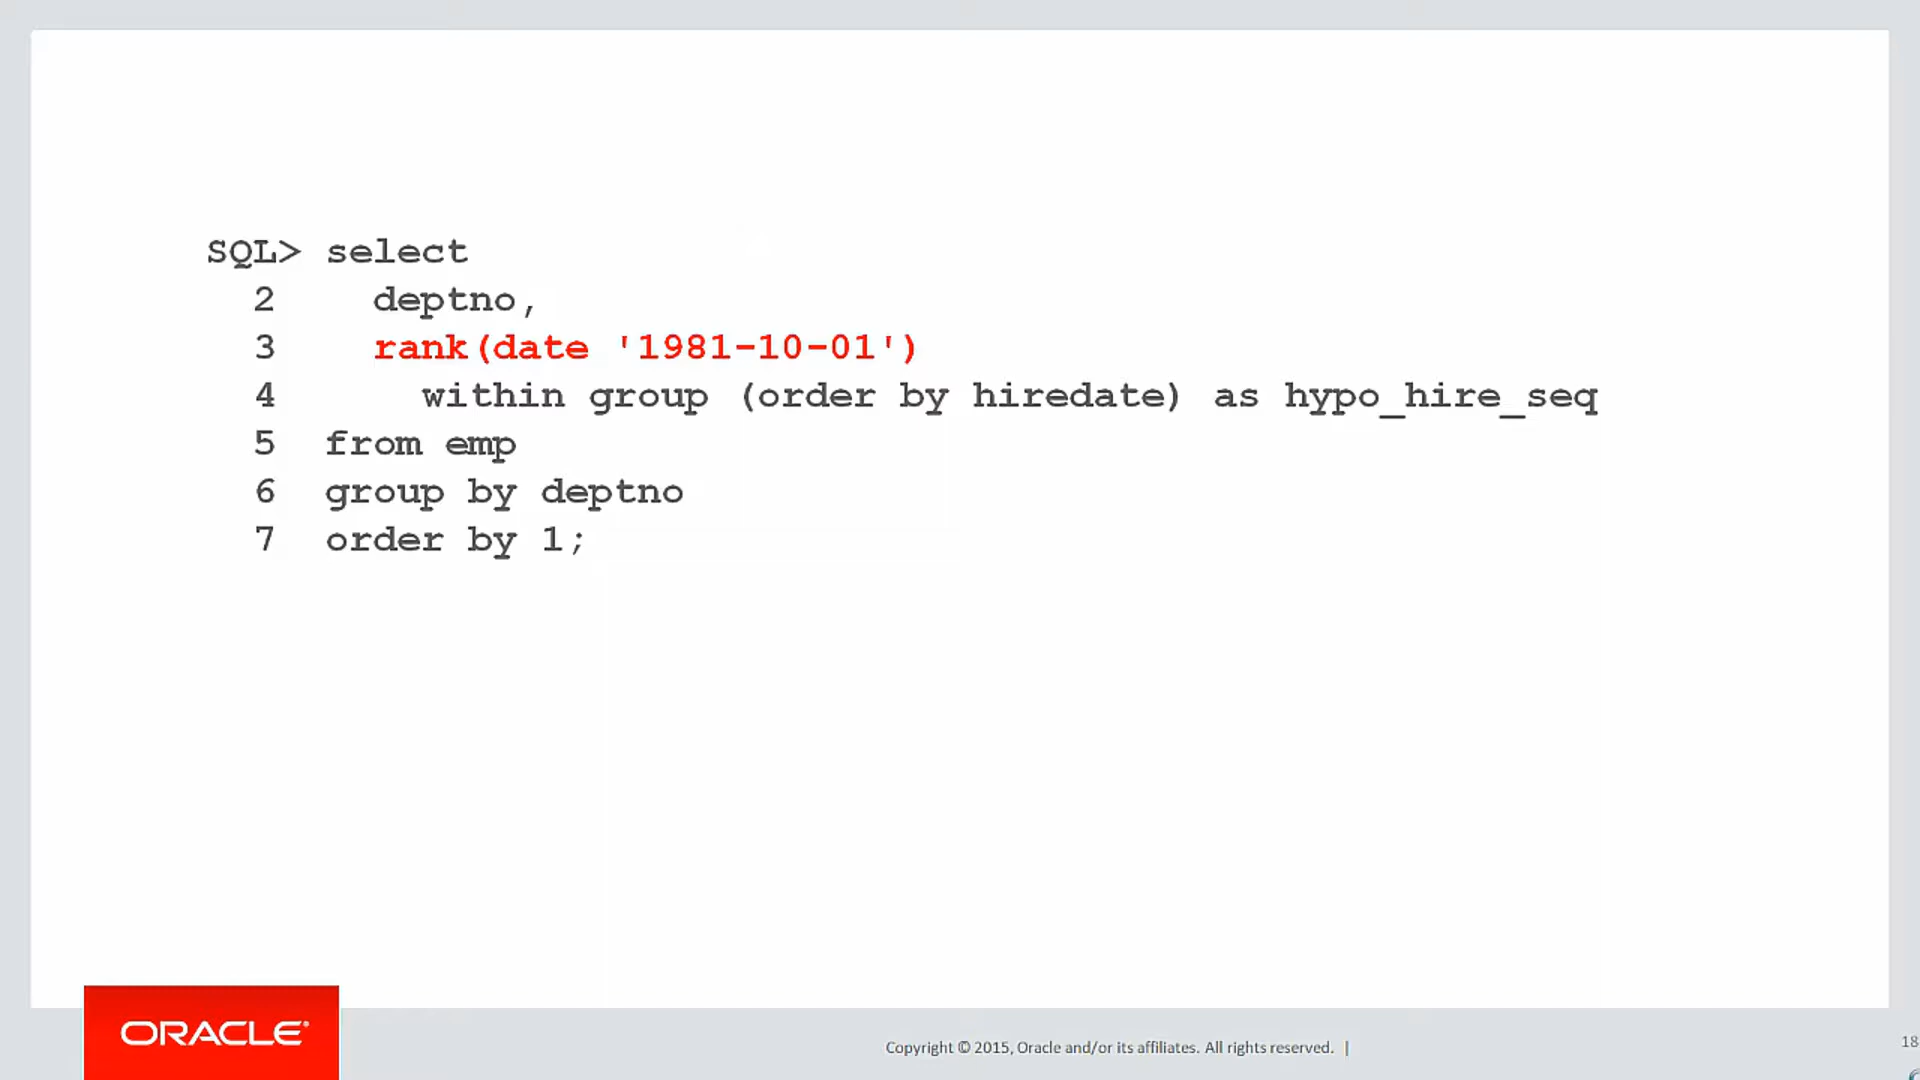 SQL> select
2 deptno,
3 rank(date '1981-10-01')
4 within group (order by hiredate) as hypo_hire_seq
5 from emp
6 group by deptno
7 order by 1;
ORACLE®
Copyright © 2015, Oracle and/or its affiliates. All rights reserved. |
18